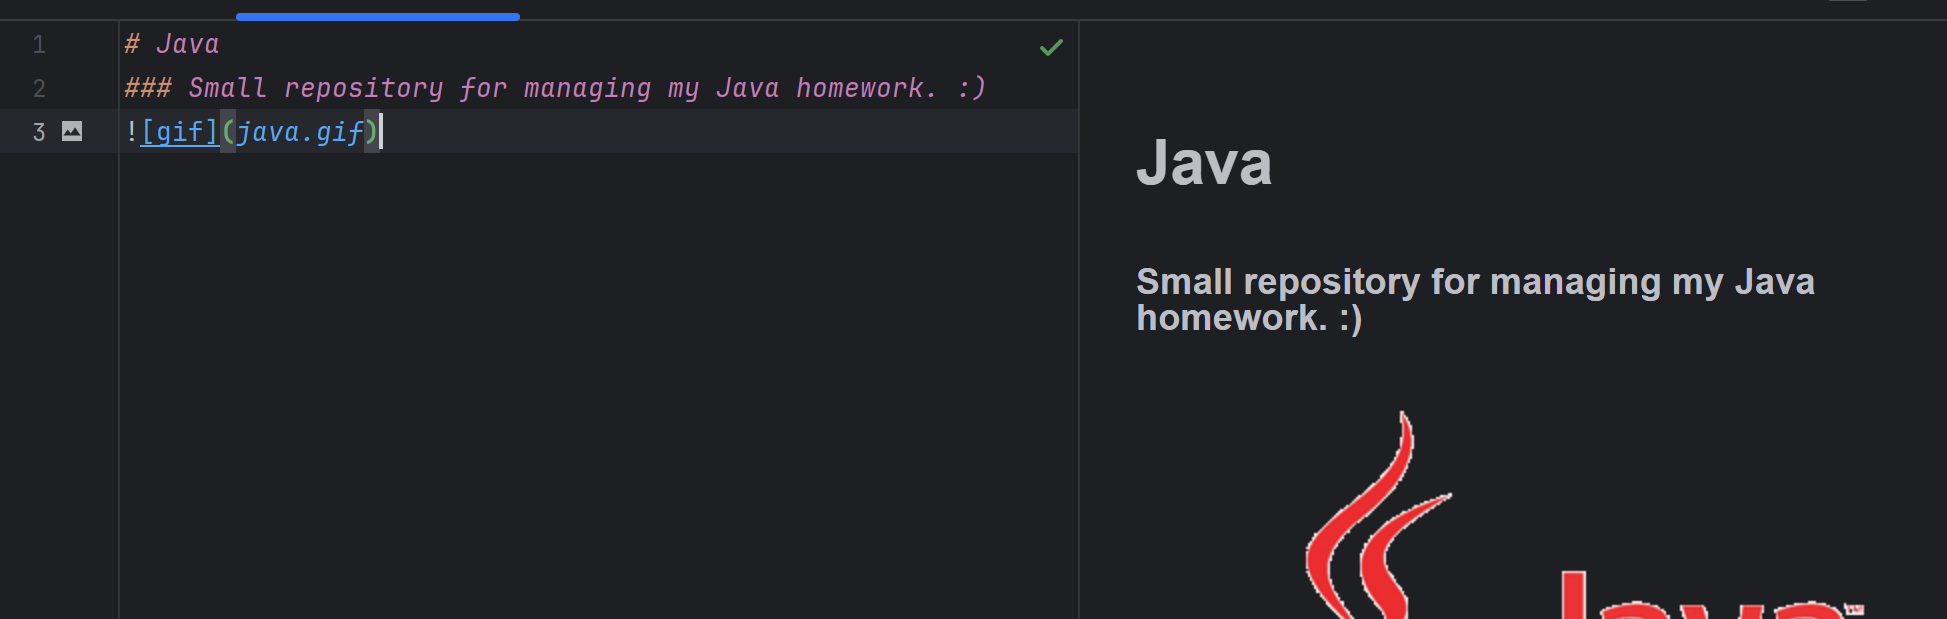 1 # Java
2 ### Small repository for managing my Java homework. :)
3 ![gif](java.gif)
Java
Small repository for managing my Java
homework. :)
Java™